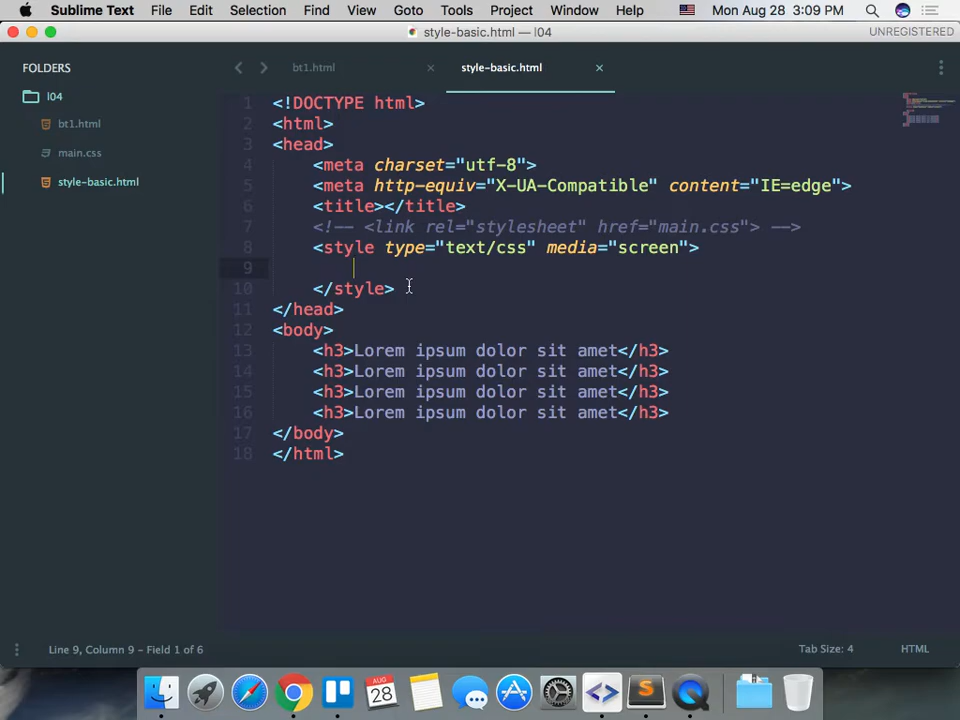 Sublime Text File Edit Selection Find View Goto Tools Project Window Help Mon Aug 28 3:09 PM
style-basic.html — l04 UNREGISTERED
FOLDERS
l04
bt1.html
main.css
style-basic.html
bt1.html × style-basic.html ×
1 <!DOCTYPE html>
2 <html>
3 <head>
4 <meta charset="utf-8">
5 <meta http-equiv="X-UA-Compatible" content="IE=edge">
6 <title></title>
7 <!-- <link rel="stylesheet" href="main.css"> -->
8 <style type="text/css" media="screen">
9
10 </style>
11 </head>
12 <body>
13 <h3>Lorem ipsum dolor sit amet</h3>
14 <h3>Lorem ipsum dolor sit amet</h3>
15 <h3>Lorem ipsum dolor sit amet</h3>
16 <h3>Lorem ipsum dolor sit amet</h3>
17 </body>
18 </html>
Line 9, Column 9 - Field 1 of 6 Tab Size: 4 HTML
28